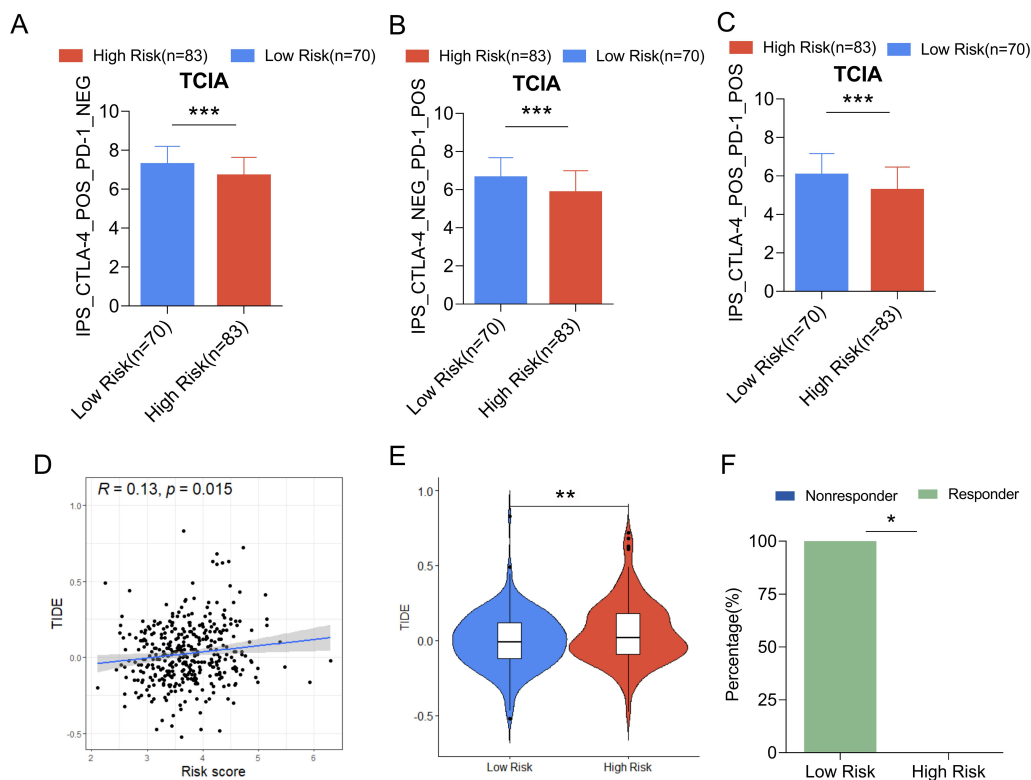 A
High Risk(n=83) Low Risk(n=70)
TCIA
***
IPS_CTLA-4_POS_PD-1_NEG
10
8
6
4
2
0
Low Risk(n=70)
High Risk(n=83)
B
High Risk(n=83) Low Risk(n=70)
TCIA
***
IPS_CTLA-4_NEG_PD-1_POS
10
8
6
4
2
0
Low Risk(n=70)
High Risk(n=83)
C
High Risk(n=83) Low Risk(n=70)
TCIA
***
IPS_CTLA-4_POS_PD-1_POS
10
8
6
4
2
0
Low Risk(n=70)
High Risk(n=83)
D
R = 0.13, p = 0.015
TIDE
1.0
0.5
0.0
-0.5
2 3 4 5 6
Risk score
E
**
TIDE
1.0
0.5
0.0
-0.5
Low Risk High Risk
F
Nonresponder Responder
*
Percentage(%)
100
75
50
25
0
Low Risk High Risk